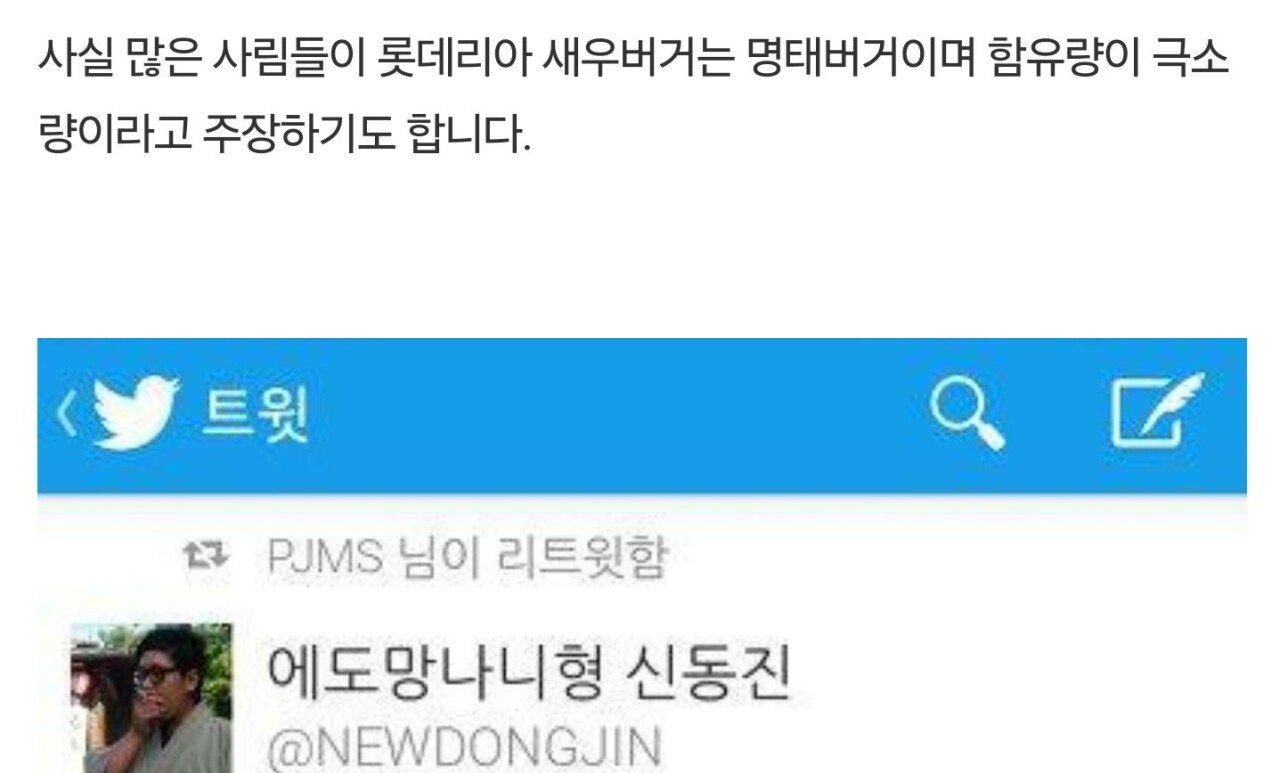 사실 많은 사림들이 롯데리아 새우버거는 명태버거이며 함유량이 극소
량이라고 주장하기도 합니다.
트윗
PJMS 님이 리트윗함
에도망나니형 신동진
@NEWDONGJIN